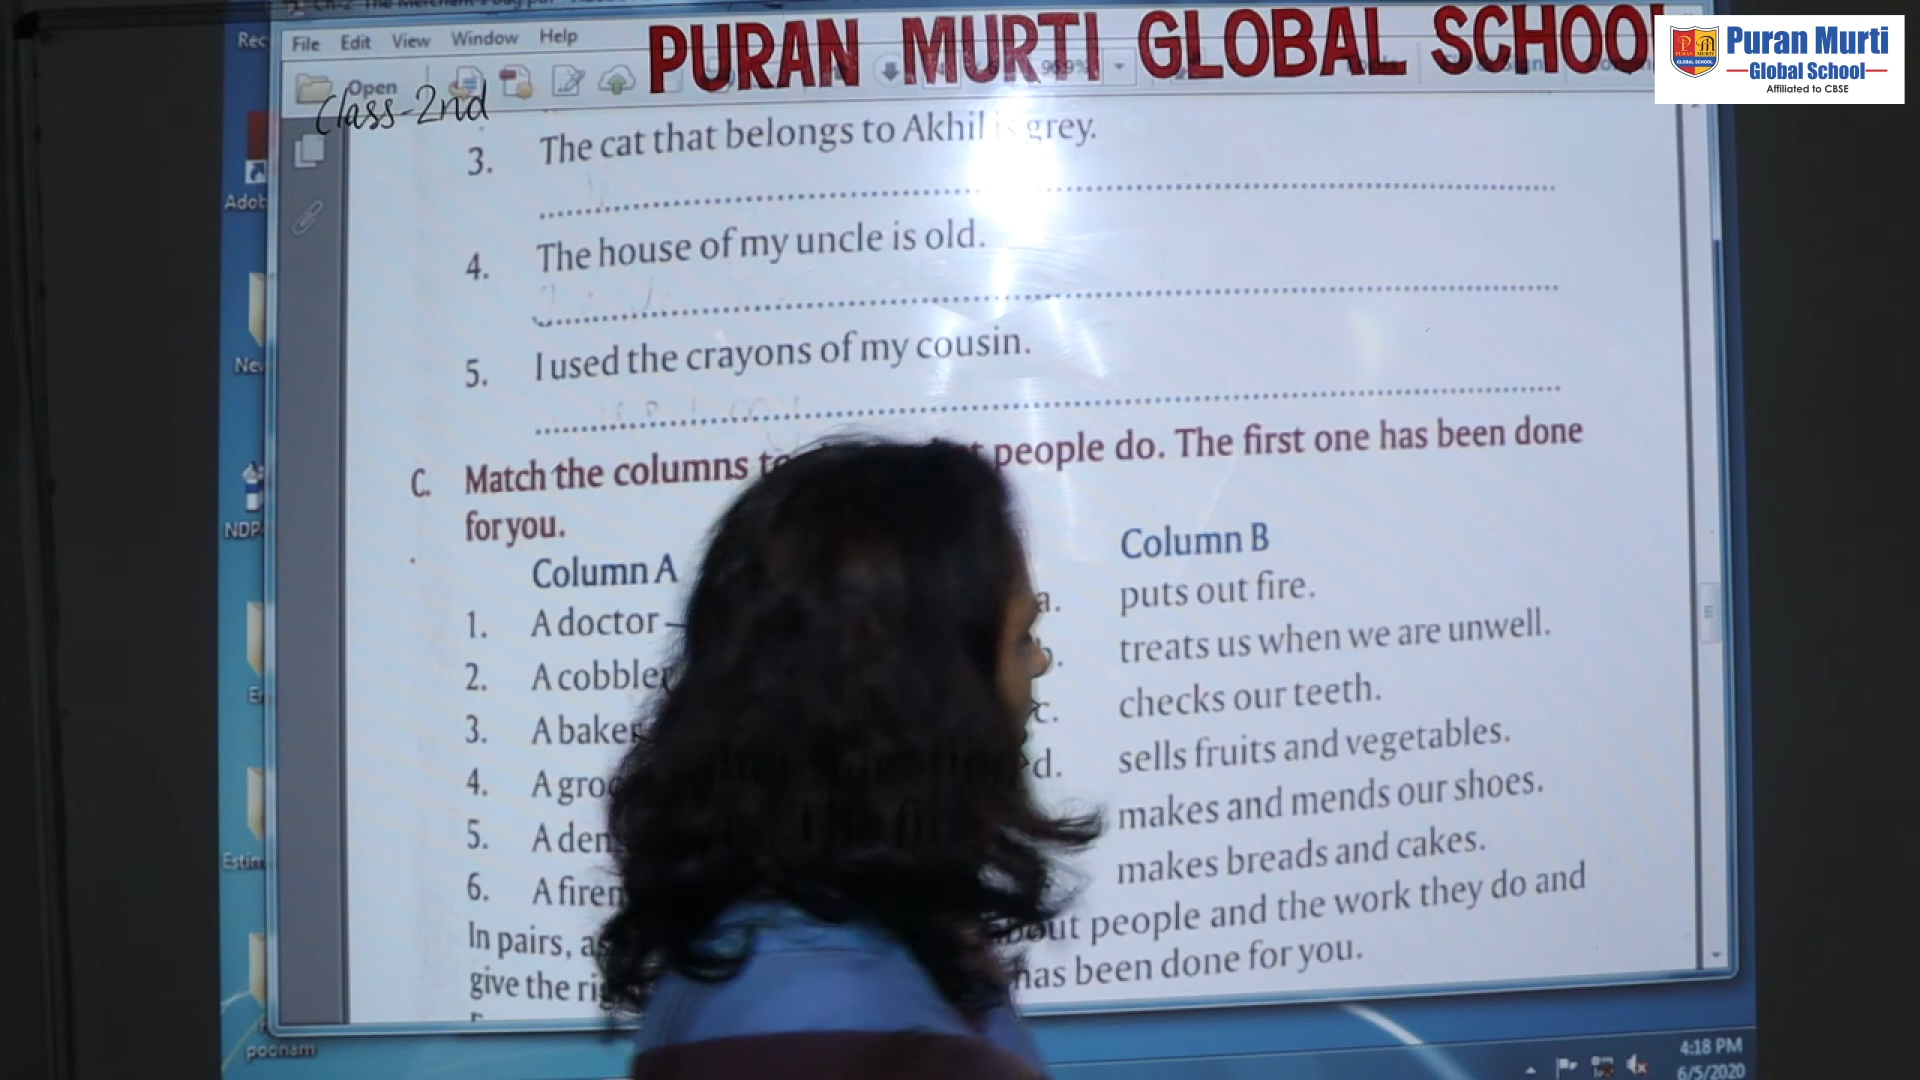 File Edit View Window Help
PURAN MURTI GLOBAL SCHOOL
Puran Murti
Global School
Affiliated to CBSE
Open
Class-2nd
3. The cat that belongs to Akhil is grey.
4. The house of my uncle is old.
5. I used the crayons of my cousin.
C. Match the columns people do. The first one has been done
for you.
Column A Column B
1. A doctor a. puts out fire.
2. A cobbler b. treats us when we are unwell.
3. A baker c. checks our teeth.
4. A d. sells fruits and vegetables.
5. A makes and mends our shoes.
6. A makes breads and cakes.
In pairs, about people and the work they do and
give the has been done for you.
poonam
4:18 PM
6/5/2020